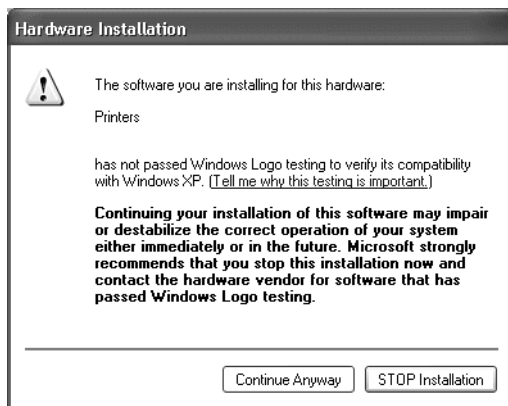 Hardware Installation
The software you are installing for this hardware:
Printers
has not passed Windows Logo testing to verify its compatibility
with Windows XP. (Tell me why this testing is important.)
Continuing your installation of this software may impair
or destabilize the correct operation of your system
either immediately or in the future. Microsoft strongly
recommends that you stop this installation now and
contact the hardware vendor for software that has
passed Windows Logo testing.
Continue Anyway STOP Installation